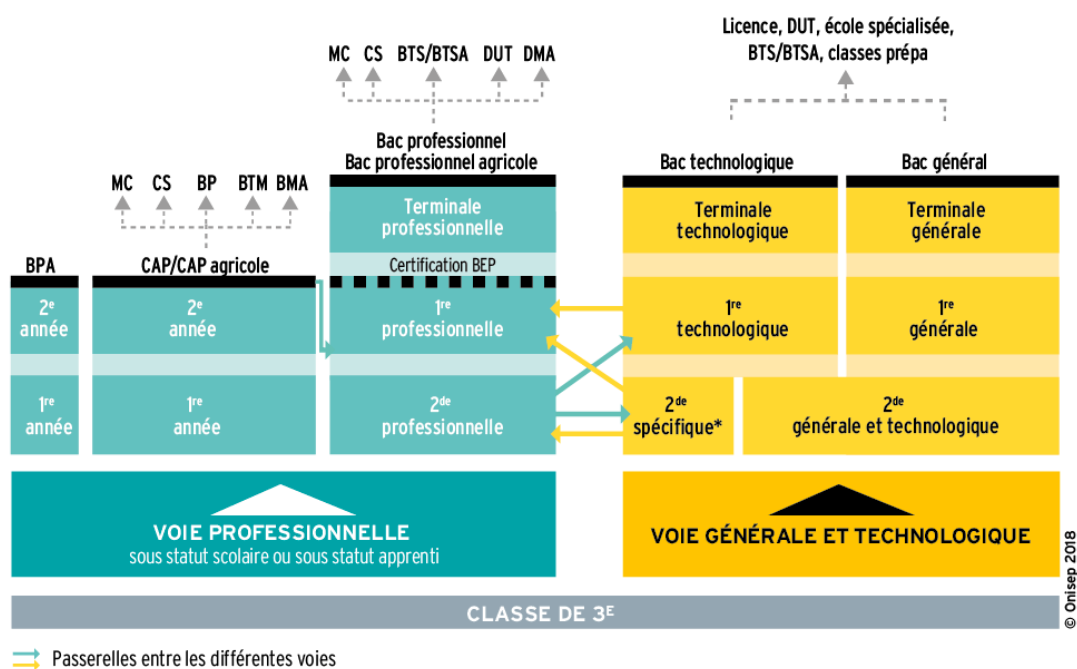 Licence, DUT, école spécialisée,
BTS/BTSA, classes prépa
MC CS BTS/BTSA DUT DMA
Bac professionnel
Bac professionnel agricole
Bac technologique
Bac général
MC CS BP BTM BMA
Terminale
professionnelle
Terminale
technologique
Terminale
générale
BPA
CAP/CAP agricole
Certification BEP
2e
année
2e
année
1re
professionnelle
1re
technologique
1re
générale
1re
année
1re
année
2de
professionnelle
2de
spécifique*
2de
générale et technologique
VOIE PROFESSIONNELLE
sous statut scolaire ou sous statut apprenti
VOIE GÉNÉRALE ET TECHNOLOGIQUE
CLASSE DE 3E
© Onisep 2018
Passerelles entre les différentes voies